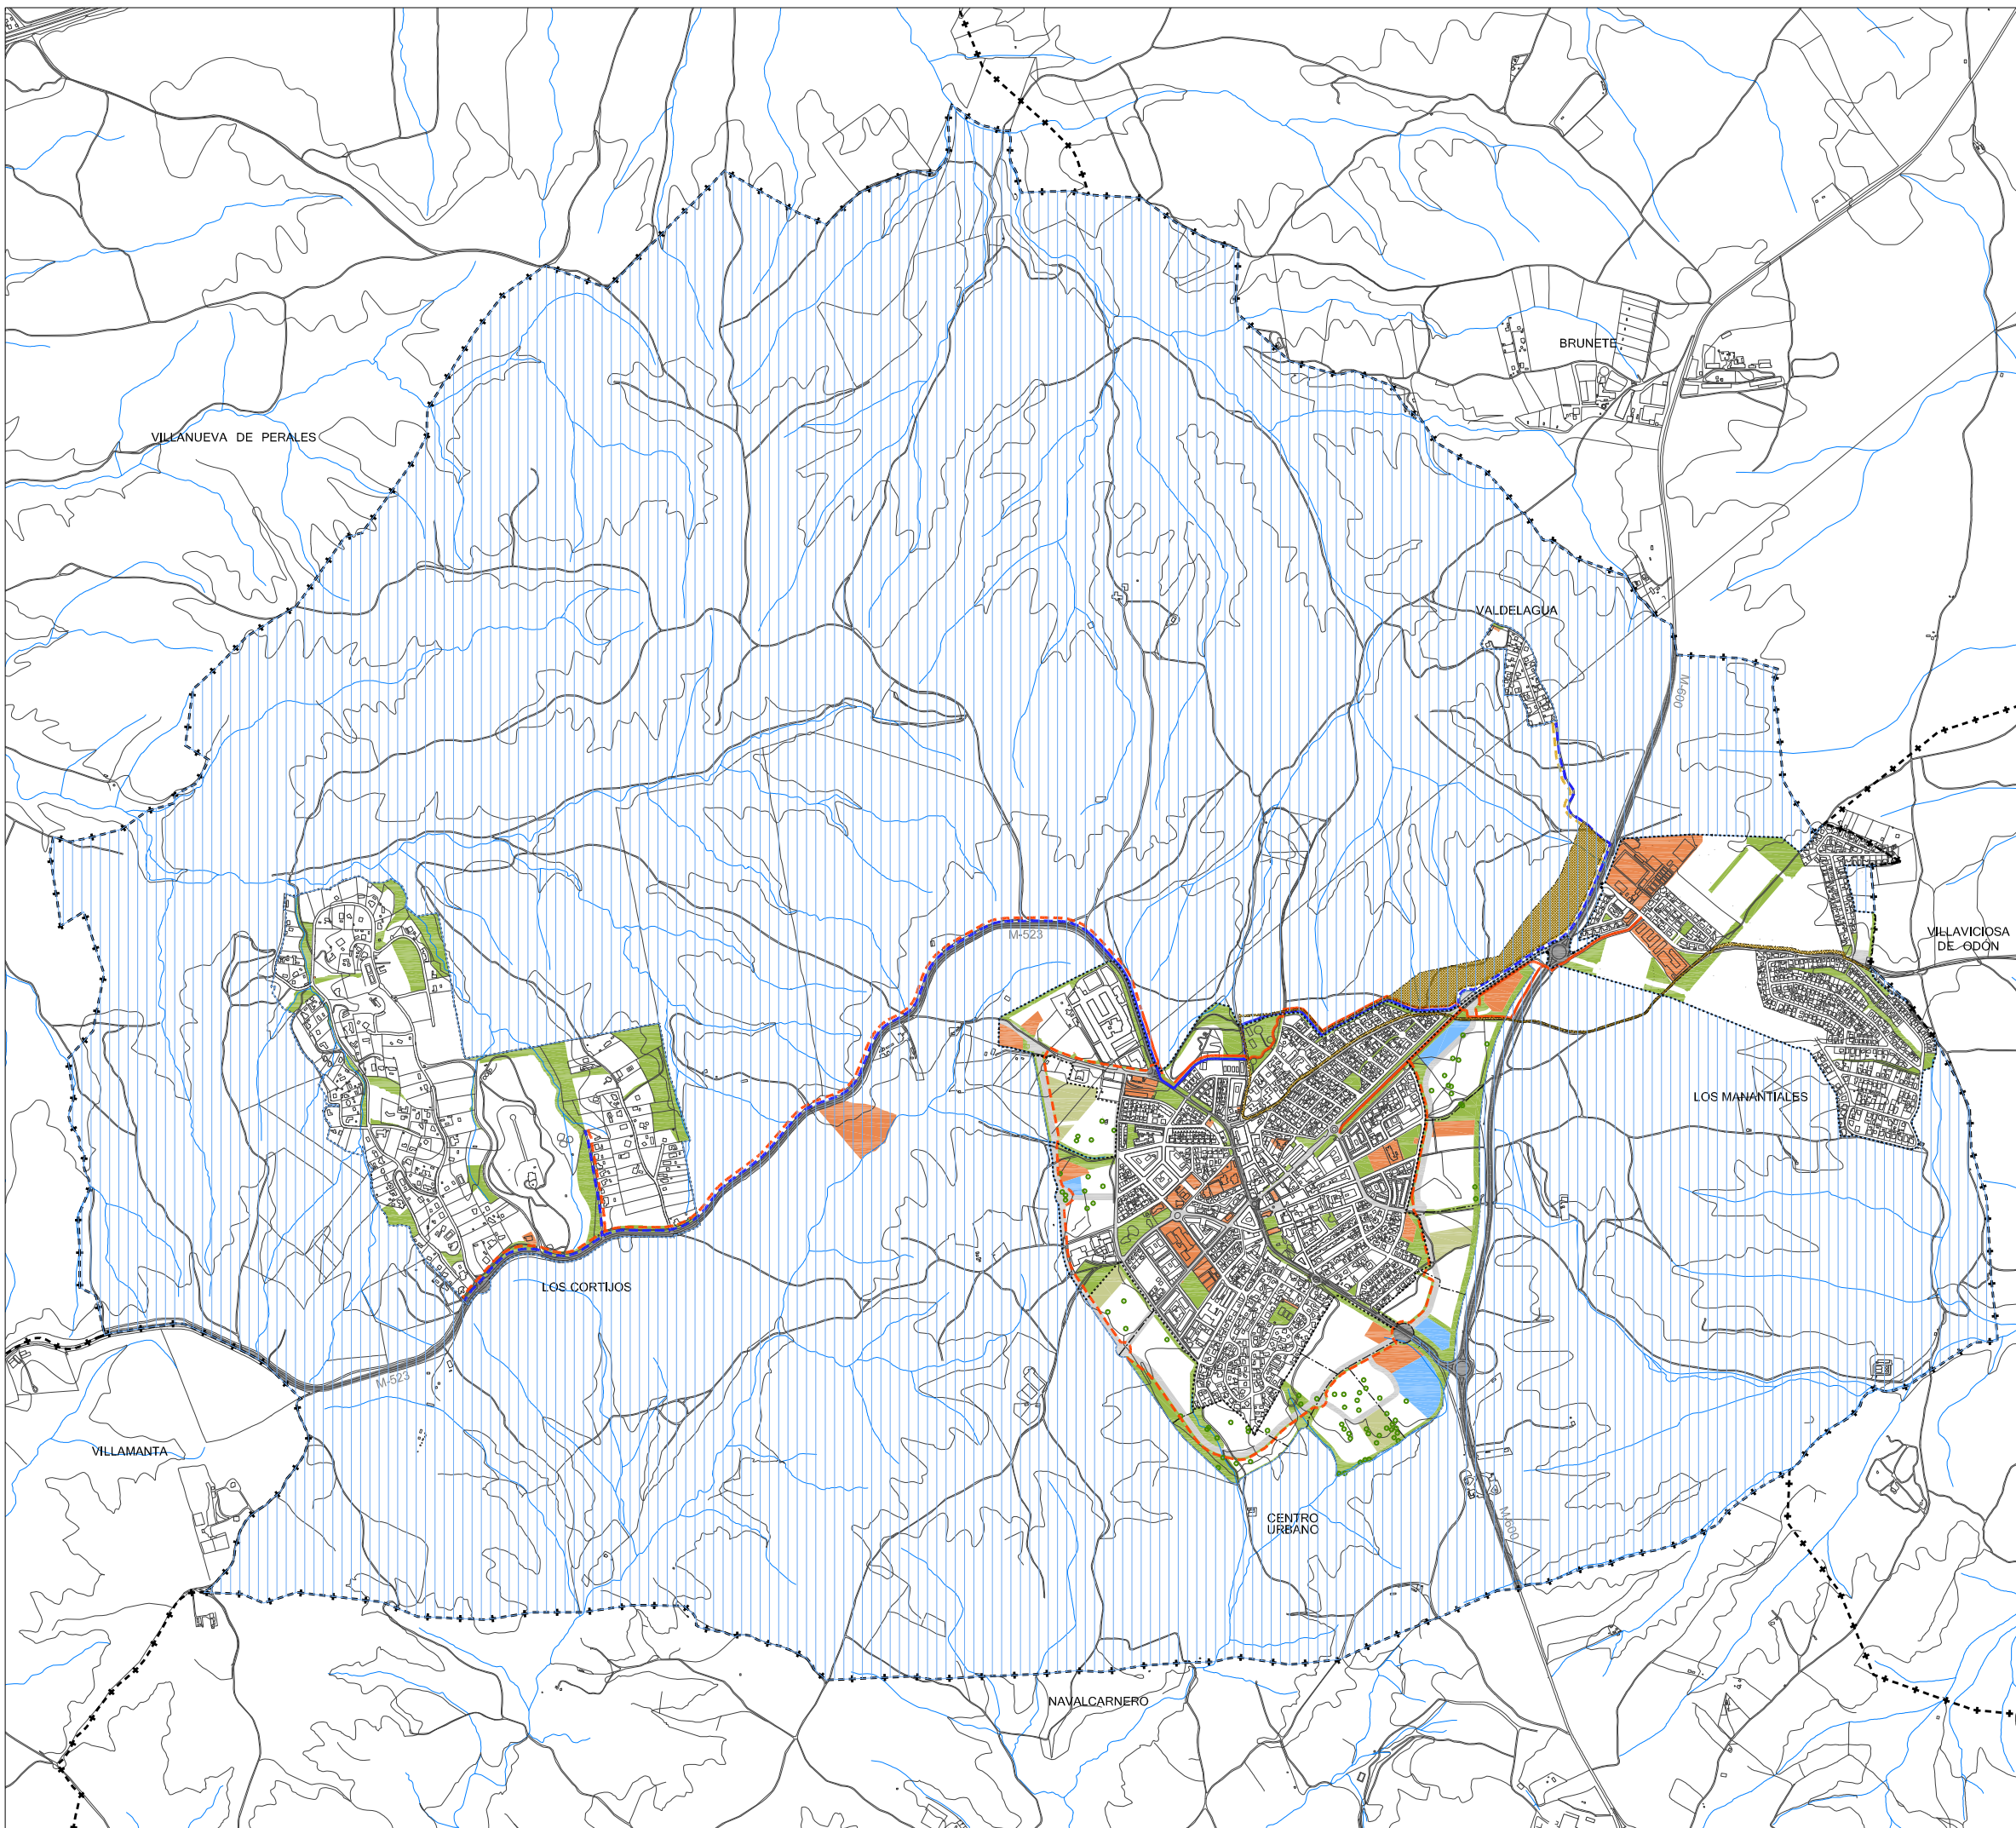 BRUNETE
VILLANUEVA DE PERALES
VALDELAGUA
M-600
VILLAVICIOSA
DE ODÓN
M-523
LOS MANANTIALES
LOS CORTIJOS
M-523
VILLAMANTA
CENTRO
URBANO
M-600
NAVALCARNERO